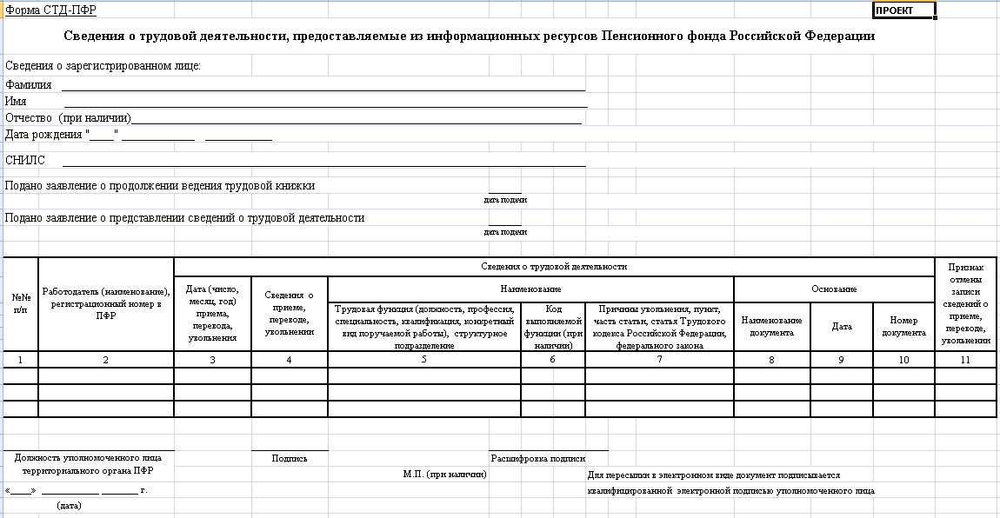 Форма СТД-ПФР
ПРОЕКТ
Сведения о трудовой деятельности, предоставляемые из информационных ресурсов Пенсионного фонда Российской Федерации
Сведения о зарегистрированном лице:
Фамилия
Имя
Отчество (при наличии)
Дата рождения "____" ____________ ___________
СНИЛС
Подано заявление о продолжении ведения трудовой книжки
дата подачи
Подано заявление о представлении сведений о трудовой деятельности
дата подачи
№№
п/п
Работодатель (наименование),
регистрационный номер в
ПФР
Сведения о трудовой деятельности
Дата (число,
месяц, год)
приема,
перевода,
увольнения
Сведения о
приеме,
переводе,
увольнении
Наименование
Трудовая функция (должность, профессия,
специальность, квалификация, конкретный
вид поручаемой работы), структурное
подразделение
Код
выполняемой
функции (при
наличии)
Причины увольнения, пункт,
часть статьи, статья Трудового
кодекса Российской Федерации,
федерального закона
Основание
Наименование
документа
Дата
Номер
документа
Признак
отмены
записи
сведений о
приеме,
переводе,
увольнении
1 2 3 4 5 6 7 8 9 10 11
Должность уполномоченного лица
территориального органа ПФР
Подпись
Расшифровка подписи
М.П. (при наличии)
Для пересылки в электронном виде документ подписывается
квалифицированной электронной подписью уполномоченного лица
«____» ___________ _______ г.
(дата)